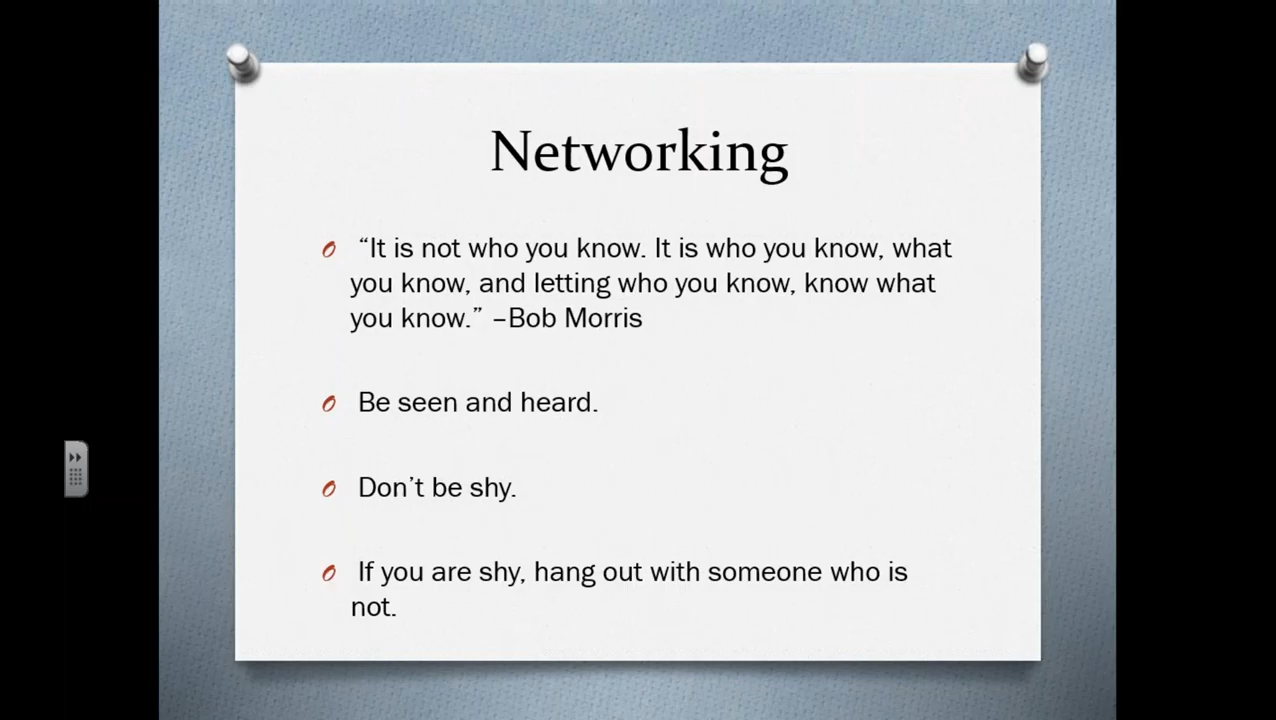 Networking
“It is not who you know. It is who you know, what
you know, and letting who you know, know what
you know.” –Bob Morris
Be seen and heard.
Don’t be shy.
If you are shy, hang out with someone who is
not.